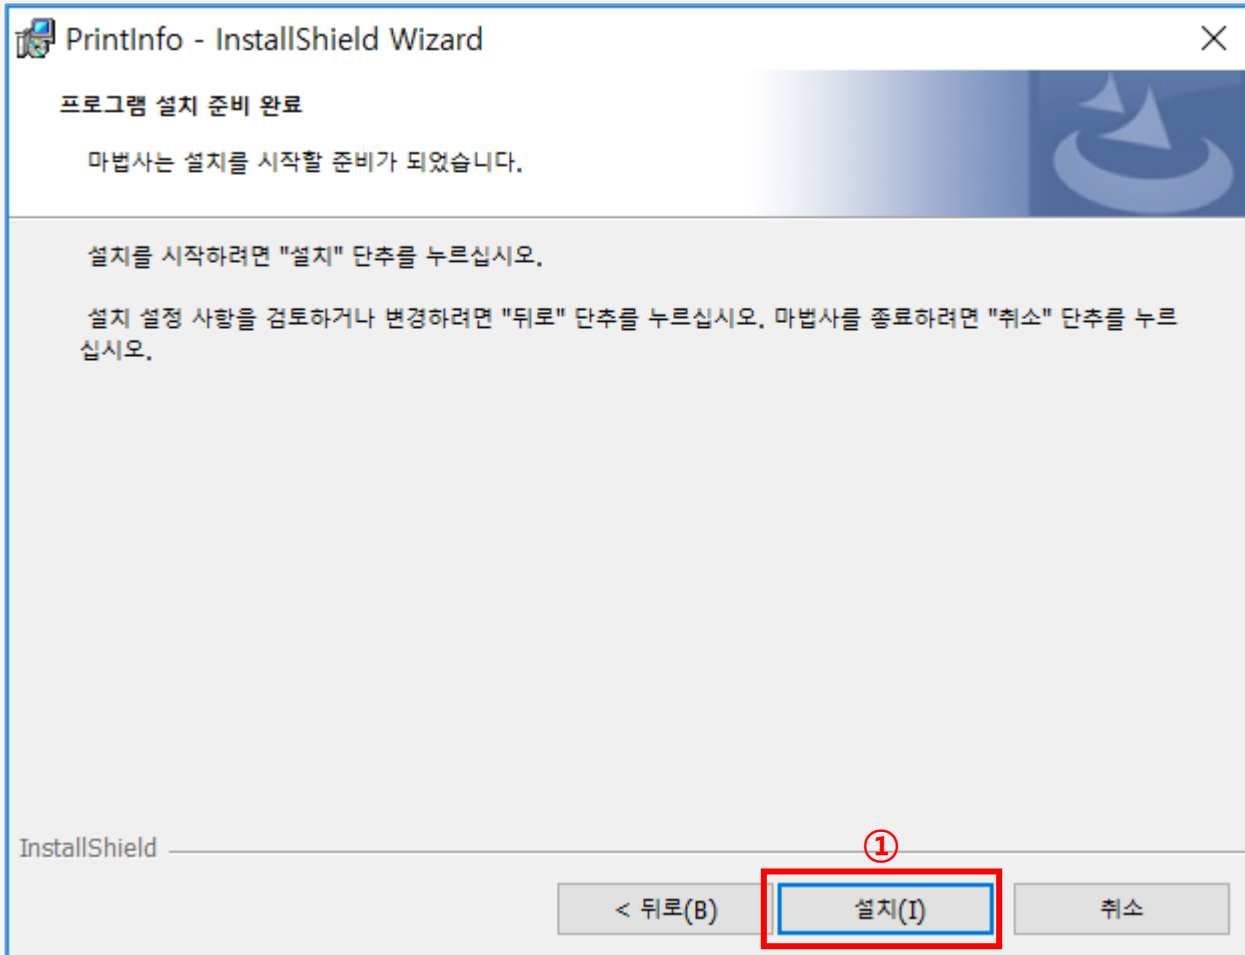 PrintInfo - InstallShield Wizard
프로그램 설치 준비 완료
마법사는 설치를 시작할 준비가 되었습니다.
설치를 시작하려면 "설치" 단추를 누르십시오.
설치 설정 사항을 검토하거나 변경하려면 "뒤로" 단추를 누르십시오. 마법사를 종료하려면 "취소" 단추를 누르
십시오.
InstallShield
①
< 뒤로(B)
설치(I)
취소